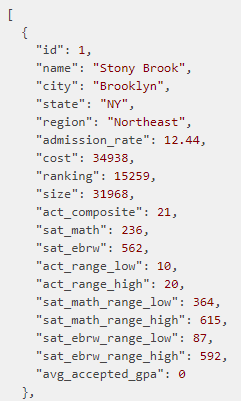 [
{
"id": 1,
"name": "Stony Brook",
"city": "Brooklyn",
"state": "NY",
"region": "Northeast",
"admission_rate": 12.44,
"cost": 34938,
"ranking": 15259,
"size": 31968,
"act_composite": 21,
"sat_math": 236,
"sat_ebrw": 562,
"act_range_low": 10,
"act_range_high": 20,
"sat_math_range_low": 364,
"sat_math_range_high": 615,
"sat_ebrw_range_low": 87,
"sat_ebrw_range_high": 592,
"avg_accepted_gpa": 0
},